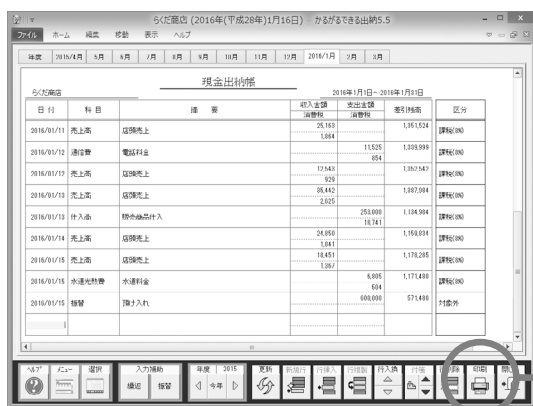 らくだ商店 (2016年(平成28年)1月16日) かるがるできる出納5.5
ファイル ホーム 編集 移動 表示 ヘルプ
年度 2015/4月 5月 6月 7月 8月 9月 10月 11月 12月 2016/1月 2月 3月
現金出納帳
らくだ商店 2016年1月1日～2016年1月31日
日 付 科 目 摘 要 収入金額 支出金額 差引残高 区分
消費税 消費税
2016/01/11 売上高 店頭売上 25,163 1,351,524 課税(8%)
1,864
2016/01/12 通信費 電話料金 11,525 1,339,999 課税(8%)
854
2016/01/12 売上高 店頭売上 12,543 1,352,542 課税(8%)
929
2016/01/13 売上高 店頭売上 35,442 1,387,984 課税(8%)
2,625
2016/01/13 仕入高 販売商品仕入 253,000 1,134,984 課税(8%)
18,741
2016/01/14 売上高 店頭売上 24,850 1,159,834 課税(8%)
1,841
2016/01/15 売上高 店頭売上 18,451 1,178,285 課税(8%)
1,367
2016/01/15 水道光熱費 水道料金 6,805 1,171,480 課税(8%)
504
2016/01/15 振替 預け入れ 600,000 571,480 対象外
ヘルプ メニュー 選択 入力補助 年度 2015 更新 新規行 行挿入 行複製 行入換 付箋 行削除 印刷
繰返 振替 今年